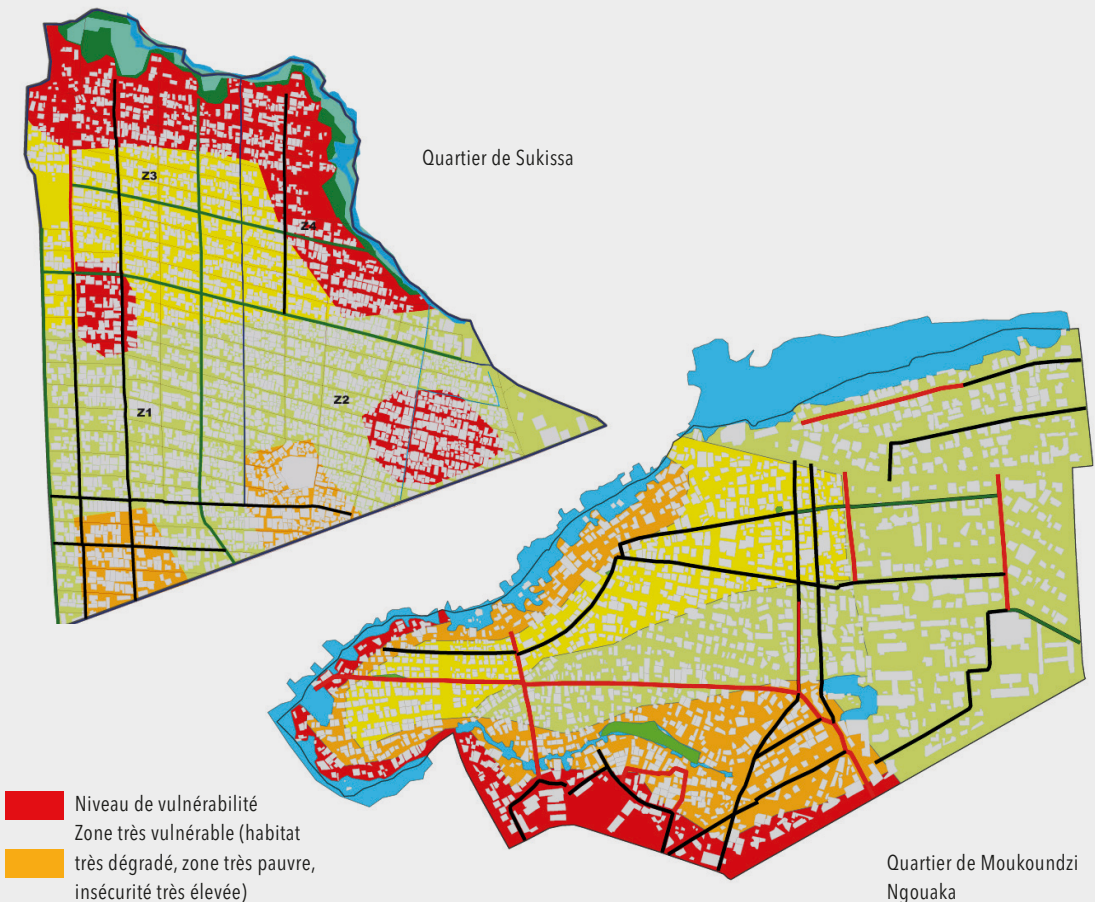 Quartier de Sukissa
Z3
Z4
Z1
Z2
Niveau de vulnérabilité
Zone très vulnérable (habitat
très dégradé, zone très pauvre,
insécurité très élevée)
Quartier de Moukoundzi
Ngouaka